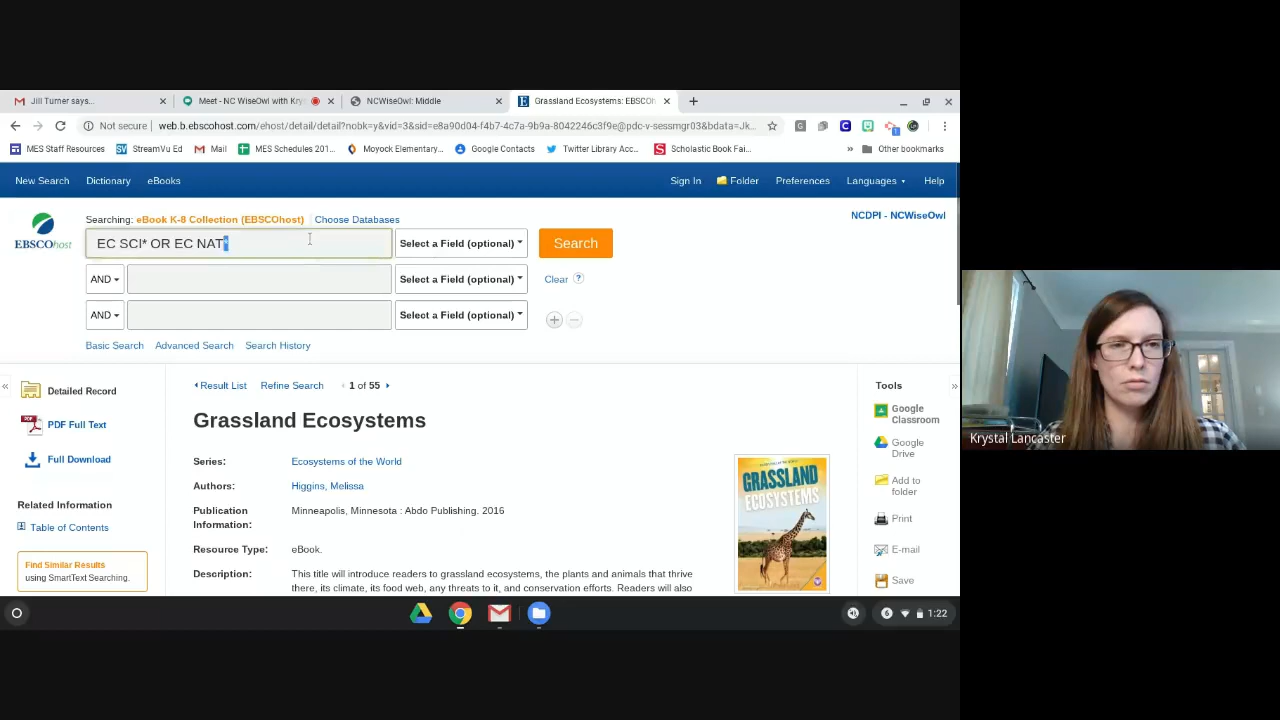 Jill Turner says...
Meet - NC WiseOwl with Krys
NCWiseOwl: Middle
Grassland Ecosystems: EBSCOh
Not secure
web.b.ebscohost.com/ehost/detail/detail?nobk=y&vid=3&sid=e8a90d04-f4b7-4c7a-9b9a-8042246c3f9e@pdc-v-sessmgr03&bdata=Jk...
MES Staff Resources
StreamVu Ed
Mail
MES Schedules 201...
Moyock Elementary...
Google Contacts
Twitter Library Acc...
Scholastic Book Fai...
»
Other bookmarks
New Search
Dictionary
eBooks
Sign In
Folder
Preferences
Languages
Help
Searching: eBook K-8 Collection (EBSCOhost)
Choose Databases
NCDPI - NCWiseOwl
EBSCOhost
EC SCI* OR EC NAT*
Select a Field (optional)
Search
AND
Select a Field (optional)
Clear
?
AND
Select a Field (optional)
Basic Search
Advanced Search
Search History
«
Detailed Record
PDF Full Text
Full Download
Related Information
Table of Contents
Find Similar Results
using SmartText Searching.
Result List
Refine Search
1 of 55
Grassland Ecosystems
Series:
Ecosystems of the World
Authors:
Higgins, Melissa
Publication
Information:
Minneapolis, Minnesota : Abdo Publishing. 2016
Resource Type:
eBook.
Description:
This title will introduce readers to grassland ecosystems, the plants and animals that thrive
there, its climate, its food web, any threats to it, and conservation efforts. Readers will also
GRASSLAND
ECOSYSTEMS
Tools
»
Google
Classroom
Google
Drive
Add to
folder
Print
E-mail
Save
6
1:22
Krystal Lancaster